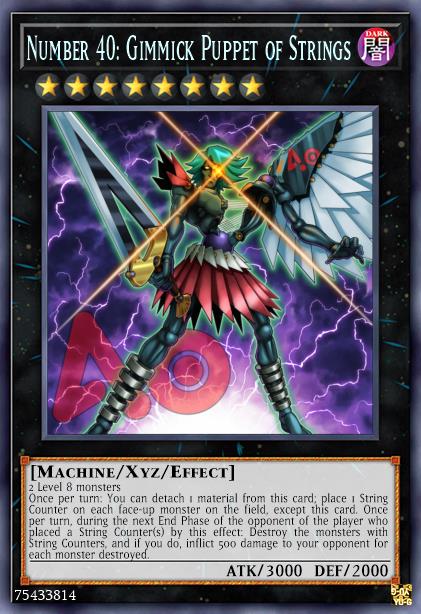 Number 40: Gimmick Puppet of Strings
DARK
闇
4.0
4.0
[Machine/Xyz/Effect]
2 Level 8 monsters
Once per turn: You can detach 1 material from this card; place 1 String
Counter on each face-up monster on the field, except this card. Once
per turn, during the next End Phase of the opponent of the player who
placed a String Counter(s) by this effect: Destroy the monsters with
String Counters, and if you do, inflict 500 damage to your opponent for
each monster destroyed.
ATK/3000 DEF/2000
75433814